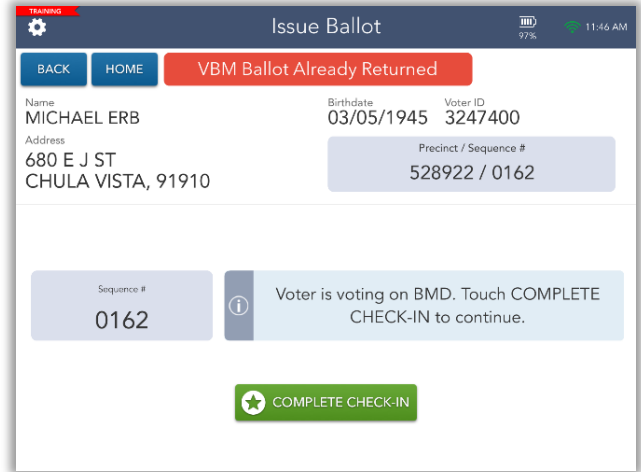 TRAINING
Issue Ballot
97%
11:46 AM
BACK
HOME
VBM Ballot Already Returned
Name
MICHAEL ERB
Birthdate
03/05/1945
Voter ID
3247400
Address
680 E J ST
CHULA VISTA, 91910
Precinct / Sequence #
528922 / 0162
Sequence #
0162
Voter is voting on BMD. Touch COMPLETE
CHECK-IN to continue.
COMPLETE CHECK-IN